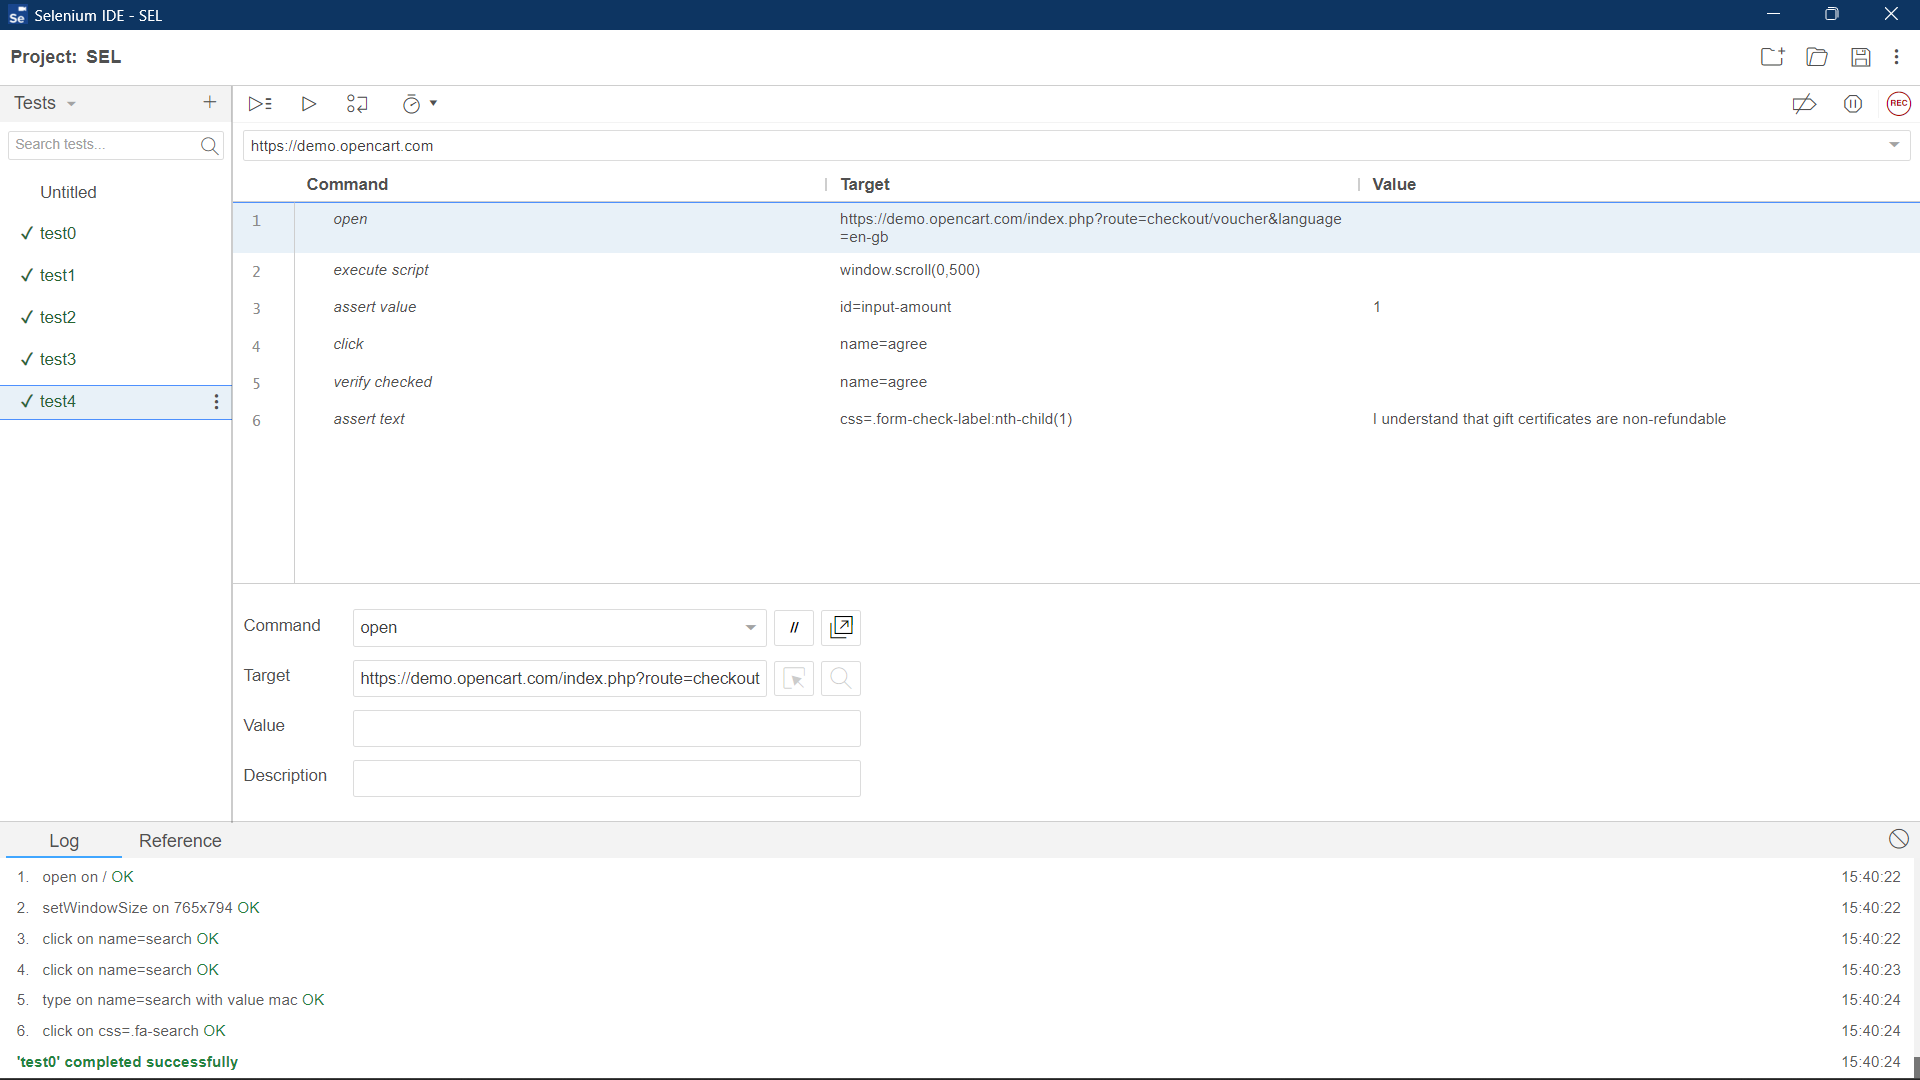 Selenium IDE - SEL
Project: SEL
Tests
Search tests...
https://demo.opencart.com
Untitled
✓ test0
✓ test1
✓ test2
✓ test3
✓ test4
REC
Command Target Value
1 open https://demo.opencart.com/index.php?route=checkout/voucher&language
=en-gb
2 execute script window.scroll(0,500)
3 assert value id=input-amount 1
4 click name=agree
5 verify checked name=agree
6 assert text css=.form-check-label:nth-child(1) I understand that gift certificates are non-refundable
Command open //
Target https://demo.opencart.com/index.php?route=checkout
Value
Description
Log Reference
1. open on / OK 15:40:22
2. setWindowSize on 765x794 OK 15:40:22
3. click on name=search OK 15:40:22
4. click on name=search OK 15:40:23
5. type on name=search with value mac OK 15:40:24
6. click on css=.fa-search OK 15:40:24
'test0' completed successfully 15:40:24